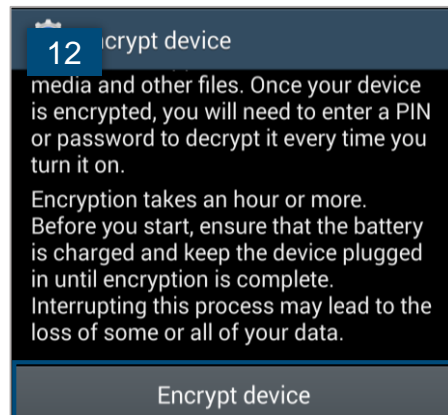 12
crypt device
media and other files. Once your device
is encrypted, you will need to enter a PIN
or password to decrypt it every time you
turn it on.
Encryption takes an hour or more.
Before you start, ensure that the battery
is charged and keep the device plugged
in until encryption is complete.
Interrupting this process may lead to the
loss of some or all of your data.
Encrypt device